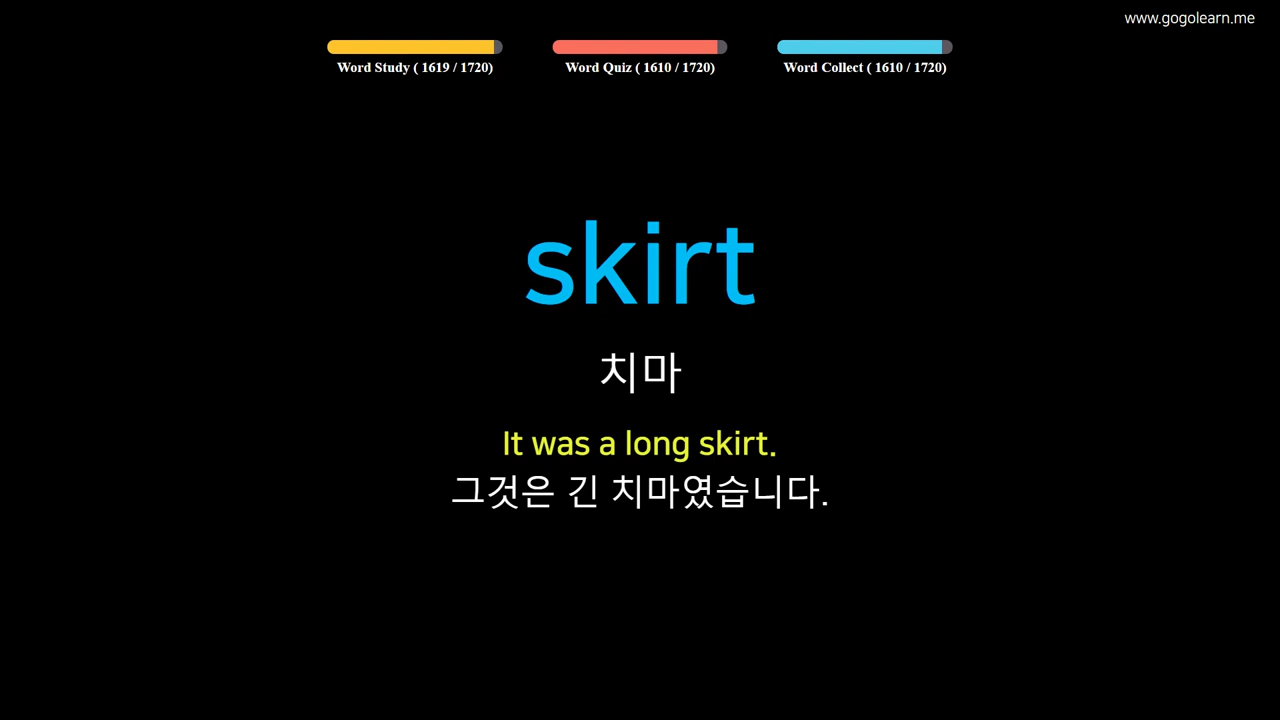 www.gogolearn.me
Word Study ( 1619 / 1720)
Word Quiz ( 1610 / 1720)
Word Collect ( 1610 / 1720)
skirt
치마
It was a long skirt.
그것은 긴 치마였습니다.